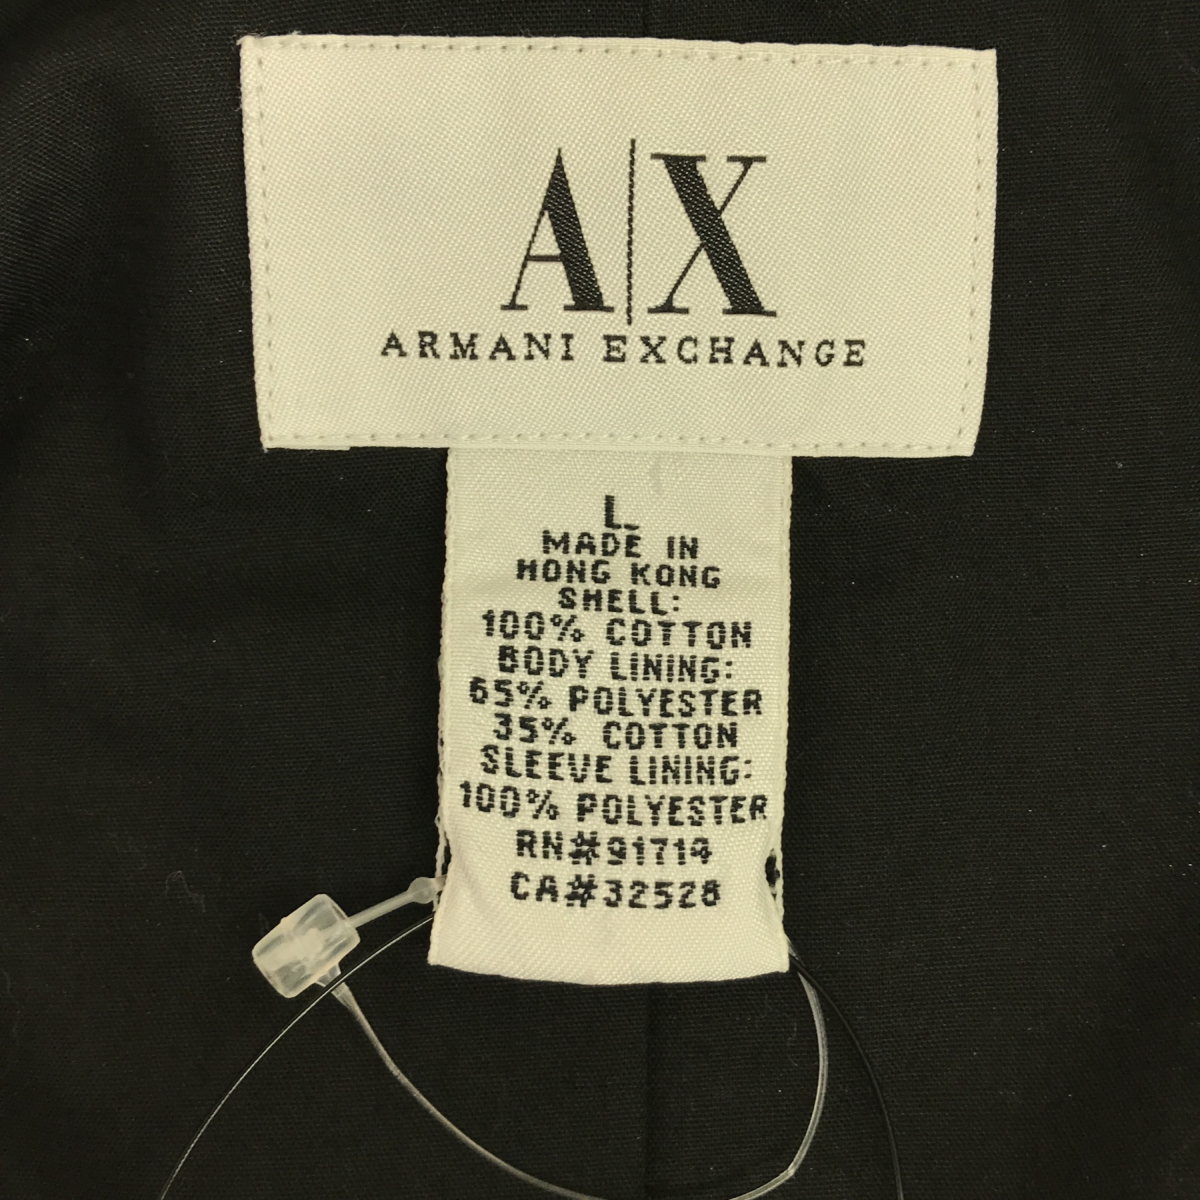 A|X
ARMANI EXCHANGE
L
MADE IN
HONG KONG
SHELL:
100% COTTON
BODY LINING:
65% POLYESTER
35% COTTON
SLEEVE LINING:
100% POLYESTER
RN#91714
CA#32528